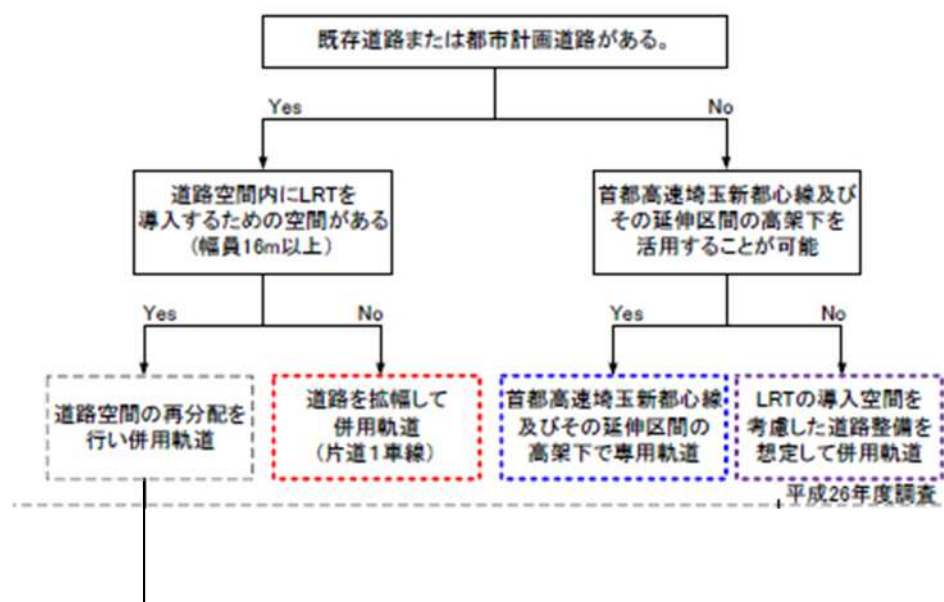 既存道路または都市計画道路がある。
Yes
No
道路空間内にLRTを
導入するための空間がある
(幅員16m以上)
首都高速埼玉新都心線及び
その延伸区間の高架下を
活用することが可能
Yes
No
Yes
No
道路空間の再分配を
行い併用軌道
道路を拡幅して
併用軌道
(片道1車線)
首都高速埼玉新都心線
及びその延伸区間の
高架下で専用軌道
LRTの導入空間を
考慮した道路整備を
想定して併用軌道
平成26年度調査